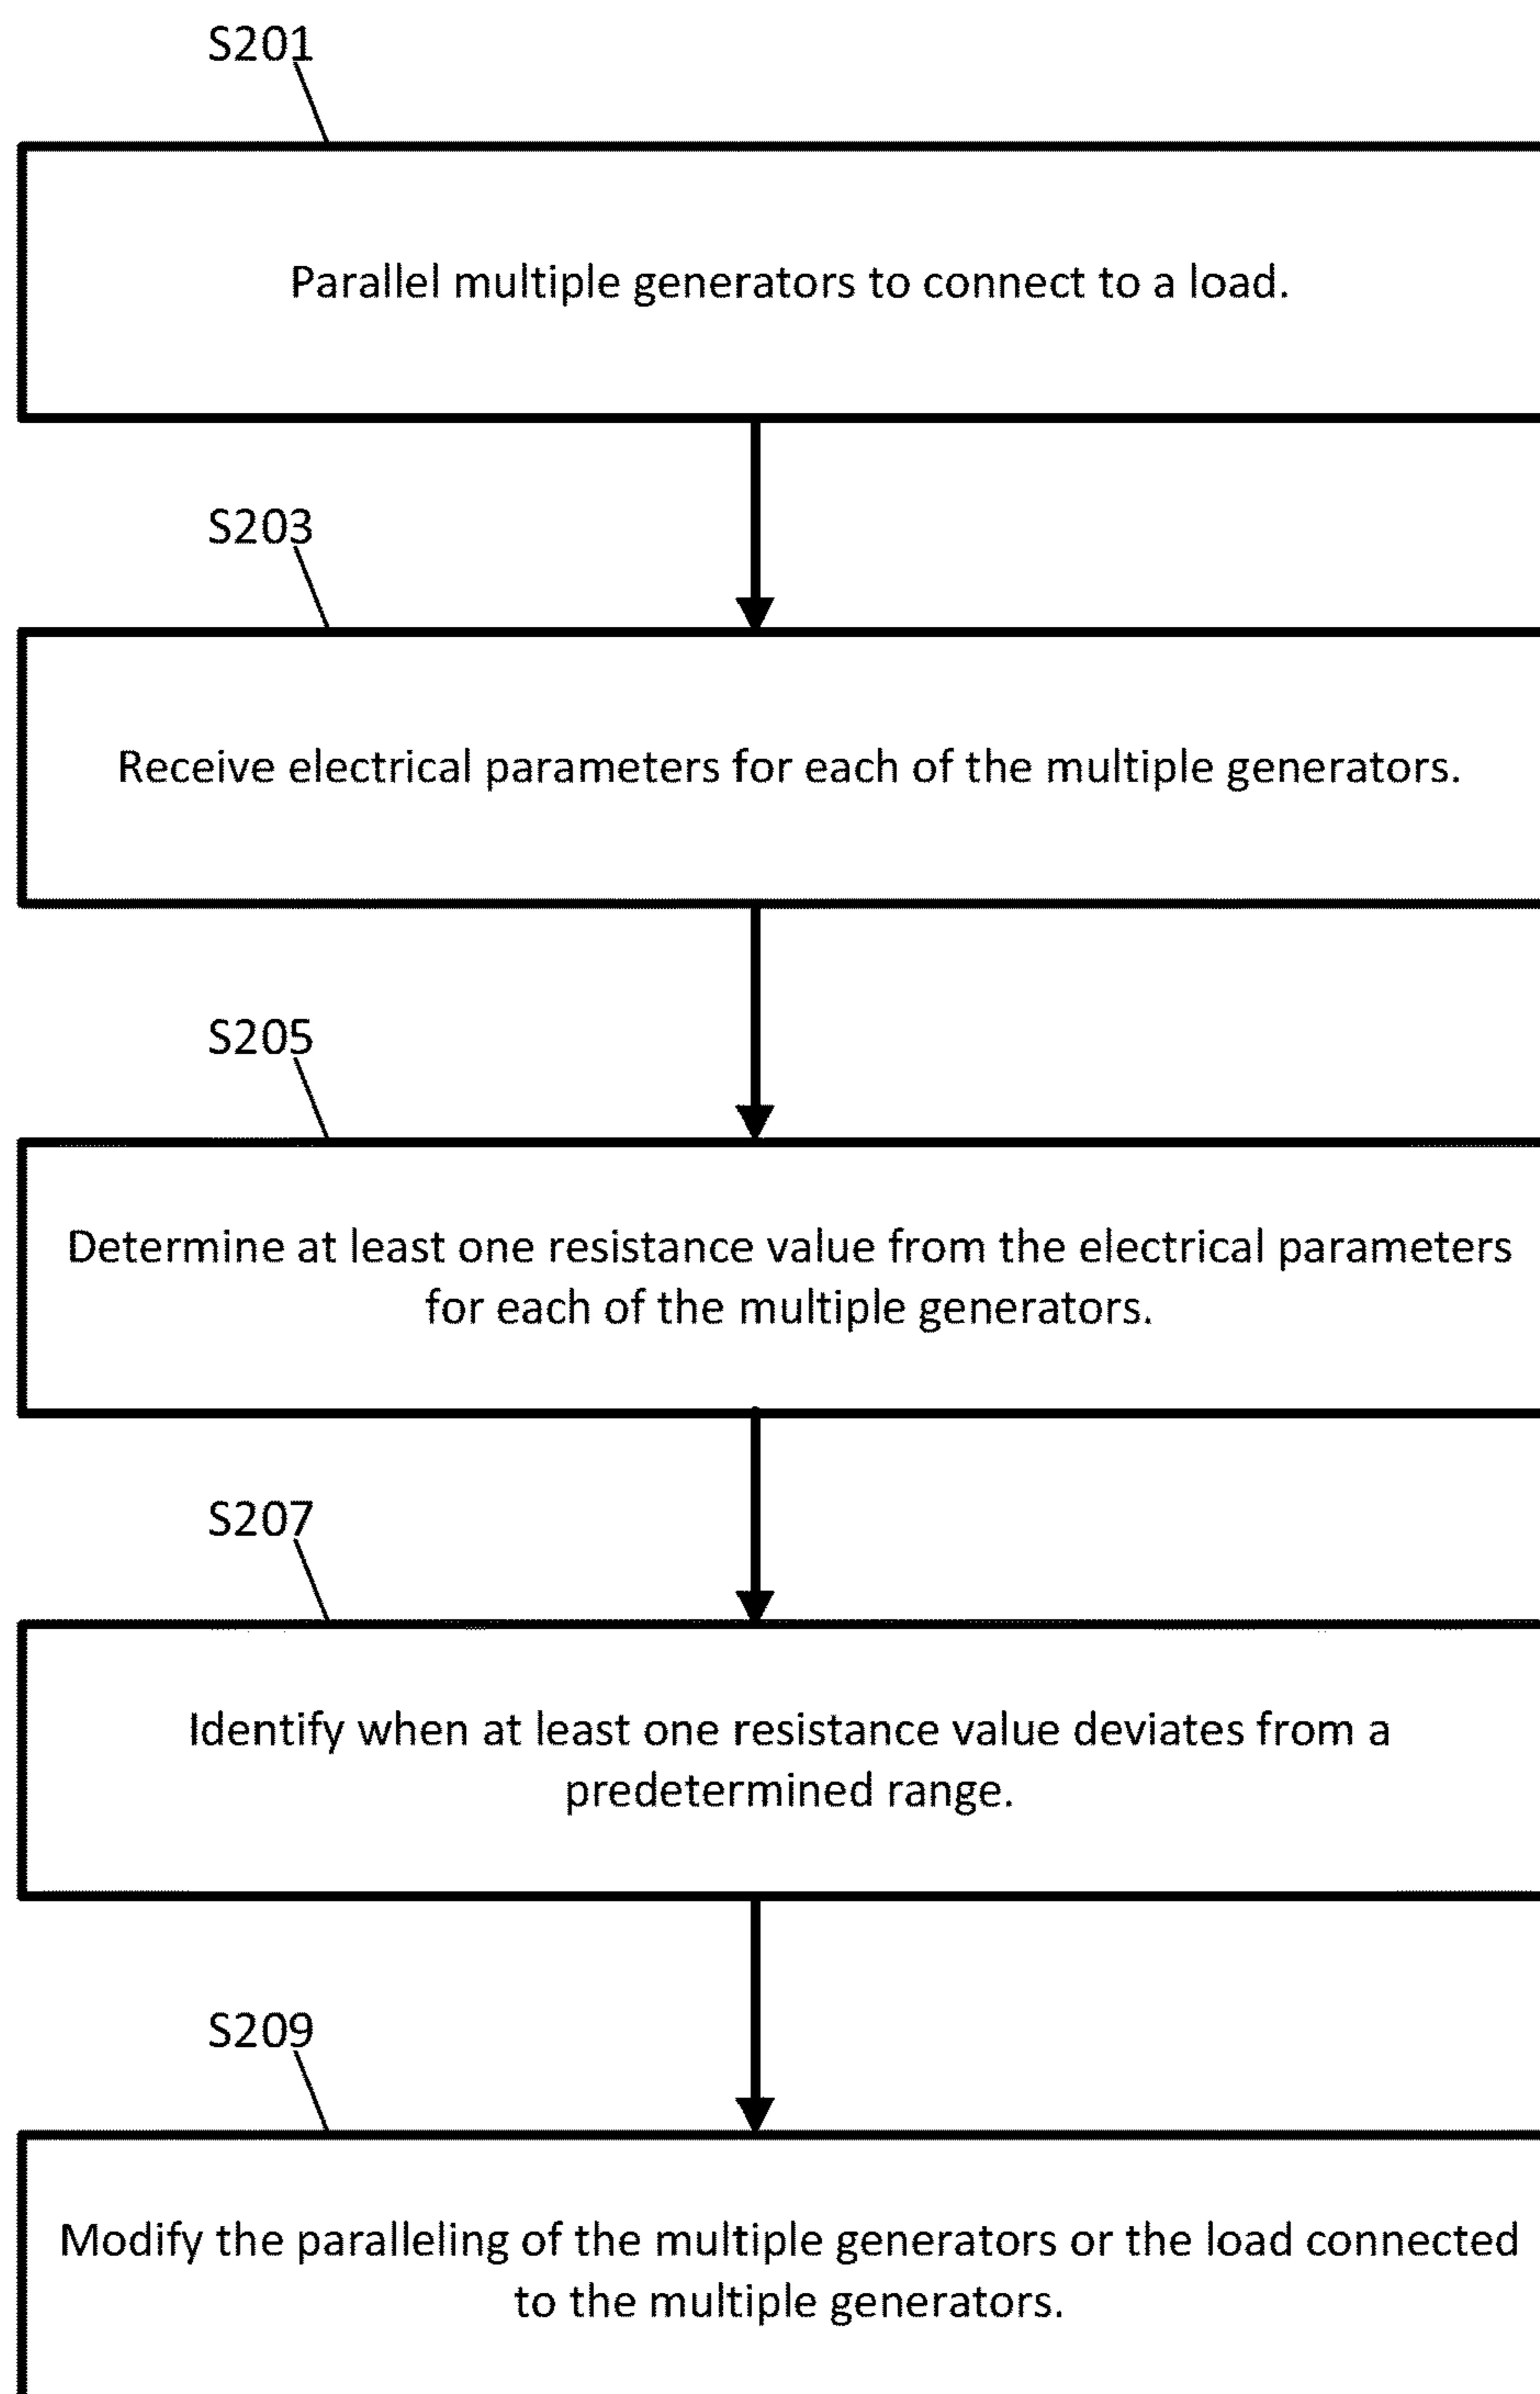 S201
Parallel multiple generators to connect to a load.
S203
Receive electrical parameters for each of the multiple generators.
S205
Determine at least one resistance value from the electrical parameters
for each of the multiple generators.
S207
Identify when at least one resistance value deviates from a
predetermined range.
S209
Modify the paralleling of the multiple generators or the load connected
to the multiple generators.